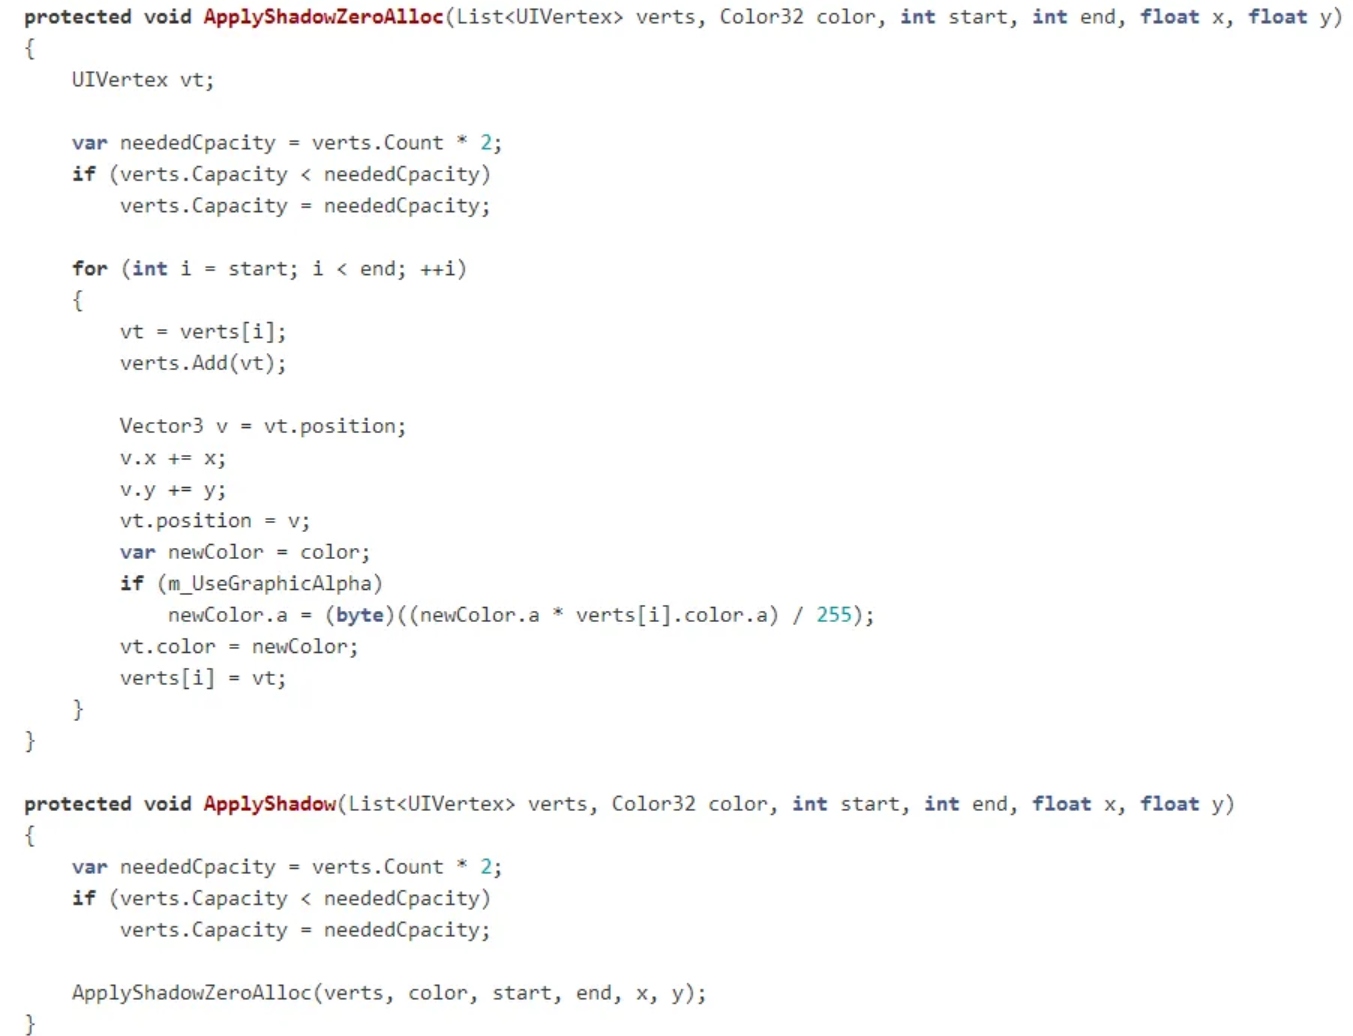 protected void ApplyShadowZeroAlloc(List<UIVertex> verts, Color32 color, int start, int end, float x, float y)
{
    UIVertex vt;

    var neededCpacity = verts.Count * 2;
    if (verts.Capacity < neededCpacity)
        verts.Capacity = neededCpacity;

    for (int i = start; i < end; ++i)
    {
        vt = verts[i];
        verts.Add(vt);

        Vector3 v = vt.position;
        v.x += x;
        v.y += y;
        vt.position = v;
        var newColor = color;
        if (m_UseGraphicAlpha)
            newColor.a = (byte)((newColor.a * verts[i].color.a) / 255);
        vt.color = newColor;
        verts[i] = vt;
    }
}

protected void ApplyShadow(List<UIVertex> verts, Color32 color, int start, int end, float x, float y)
{
    var neededCpacity = verts.Count * 2;
    if (verts.Capacity < neededCpacity)
        verts.Capacity = neededCpacity;

    ApplyShadowZeroAlloc(verts, color, start, end, x, y);
}